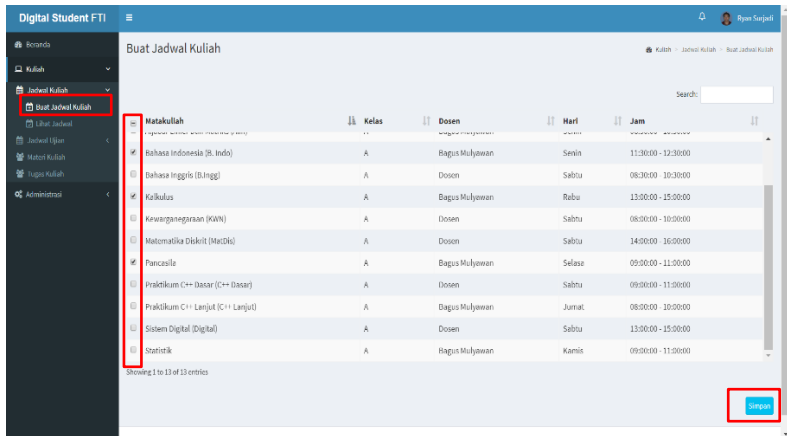 Digital Student FTI
Ryan Surjadi
Beranda
Buat Jadwal Kuliah
Kuliah - Jadwal Kuliah - Buat Jadwal Kuliah
Kuliah
Jadwal Kuliah
Buat Jadwal Kuliah
Lihat Jadwal
Jadwal Ujian
Materi Kuliah
Tugas Kuliah
Administrasi
Search:
Matakuliah Kelas Dosen Hari Jam
Bahasa Indonesia (B. Indo) A Bagus Mulyawan Senin 11:30:00 - 12:30:00
Bahasa Inggris (B.Ingg) A Dosen Sabtu 08:30:00 - 10:30:00
Kalkulus A Bagus Mulyawan Rabu 13:00:00 - 15:00:00
Kewarganegaraan (KWN) A Dosen Sabtu 08:00:00 - 10:00:00
Matematika Diskrit (MatDis) A Dosen Sabtu 14:00:00 - 16:00:00
Pancasila A Bagus Mulyawan Selasa 09:00:00 - 11:00:00
Praktikum C++ Dasar (C++ Dasar) A Dosen Sabtu 09:00:00 - 11:00:00
Praktikum C++ Lanjut (C++ Lanjut) A Bagus Mulyawan Jumat 08:00:00 - 10:00:00
Sistem Digital (Digital) A Dosen Sabtu 13:00:00 - 15:00:00
Statistik A Bagus Mulyawan Kamis 09:00:00 - 11:00:00
Showing 1 to 13 of 13 entries
Simpan